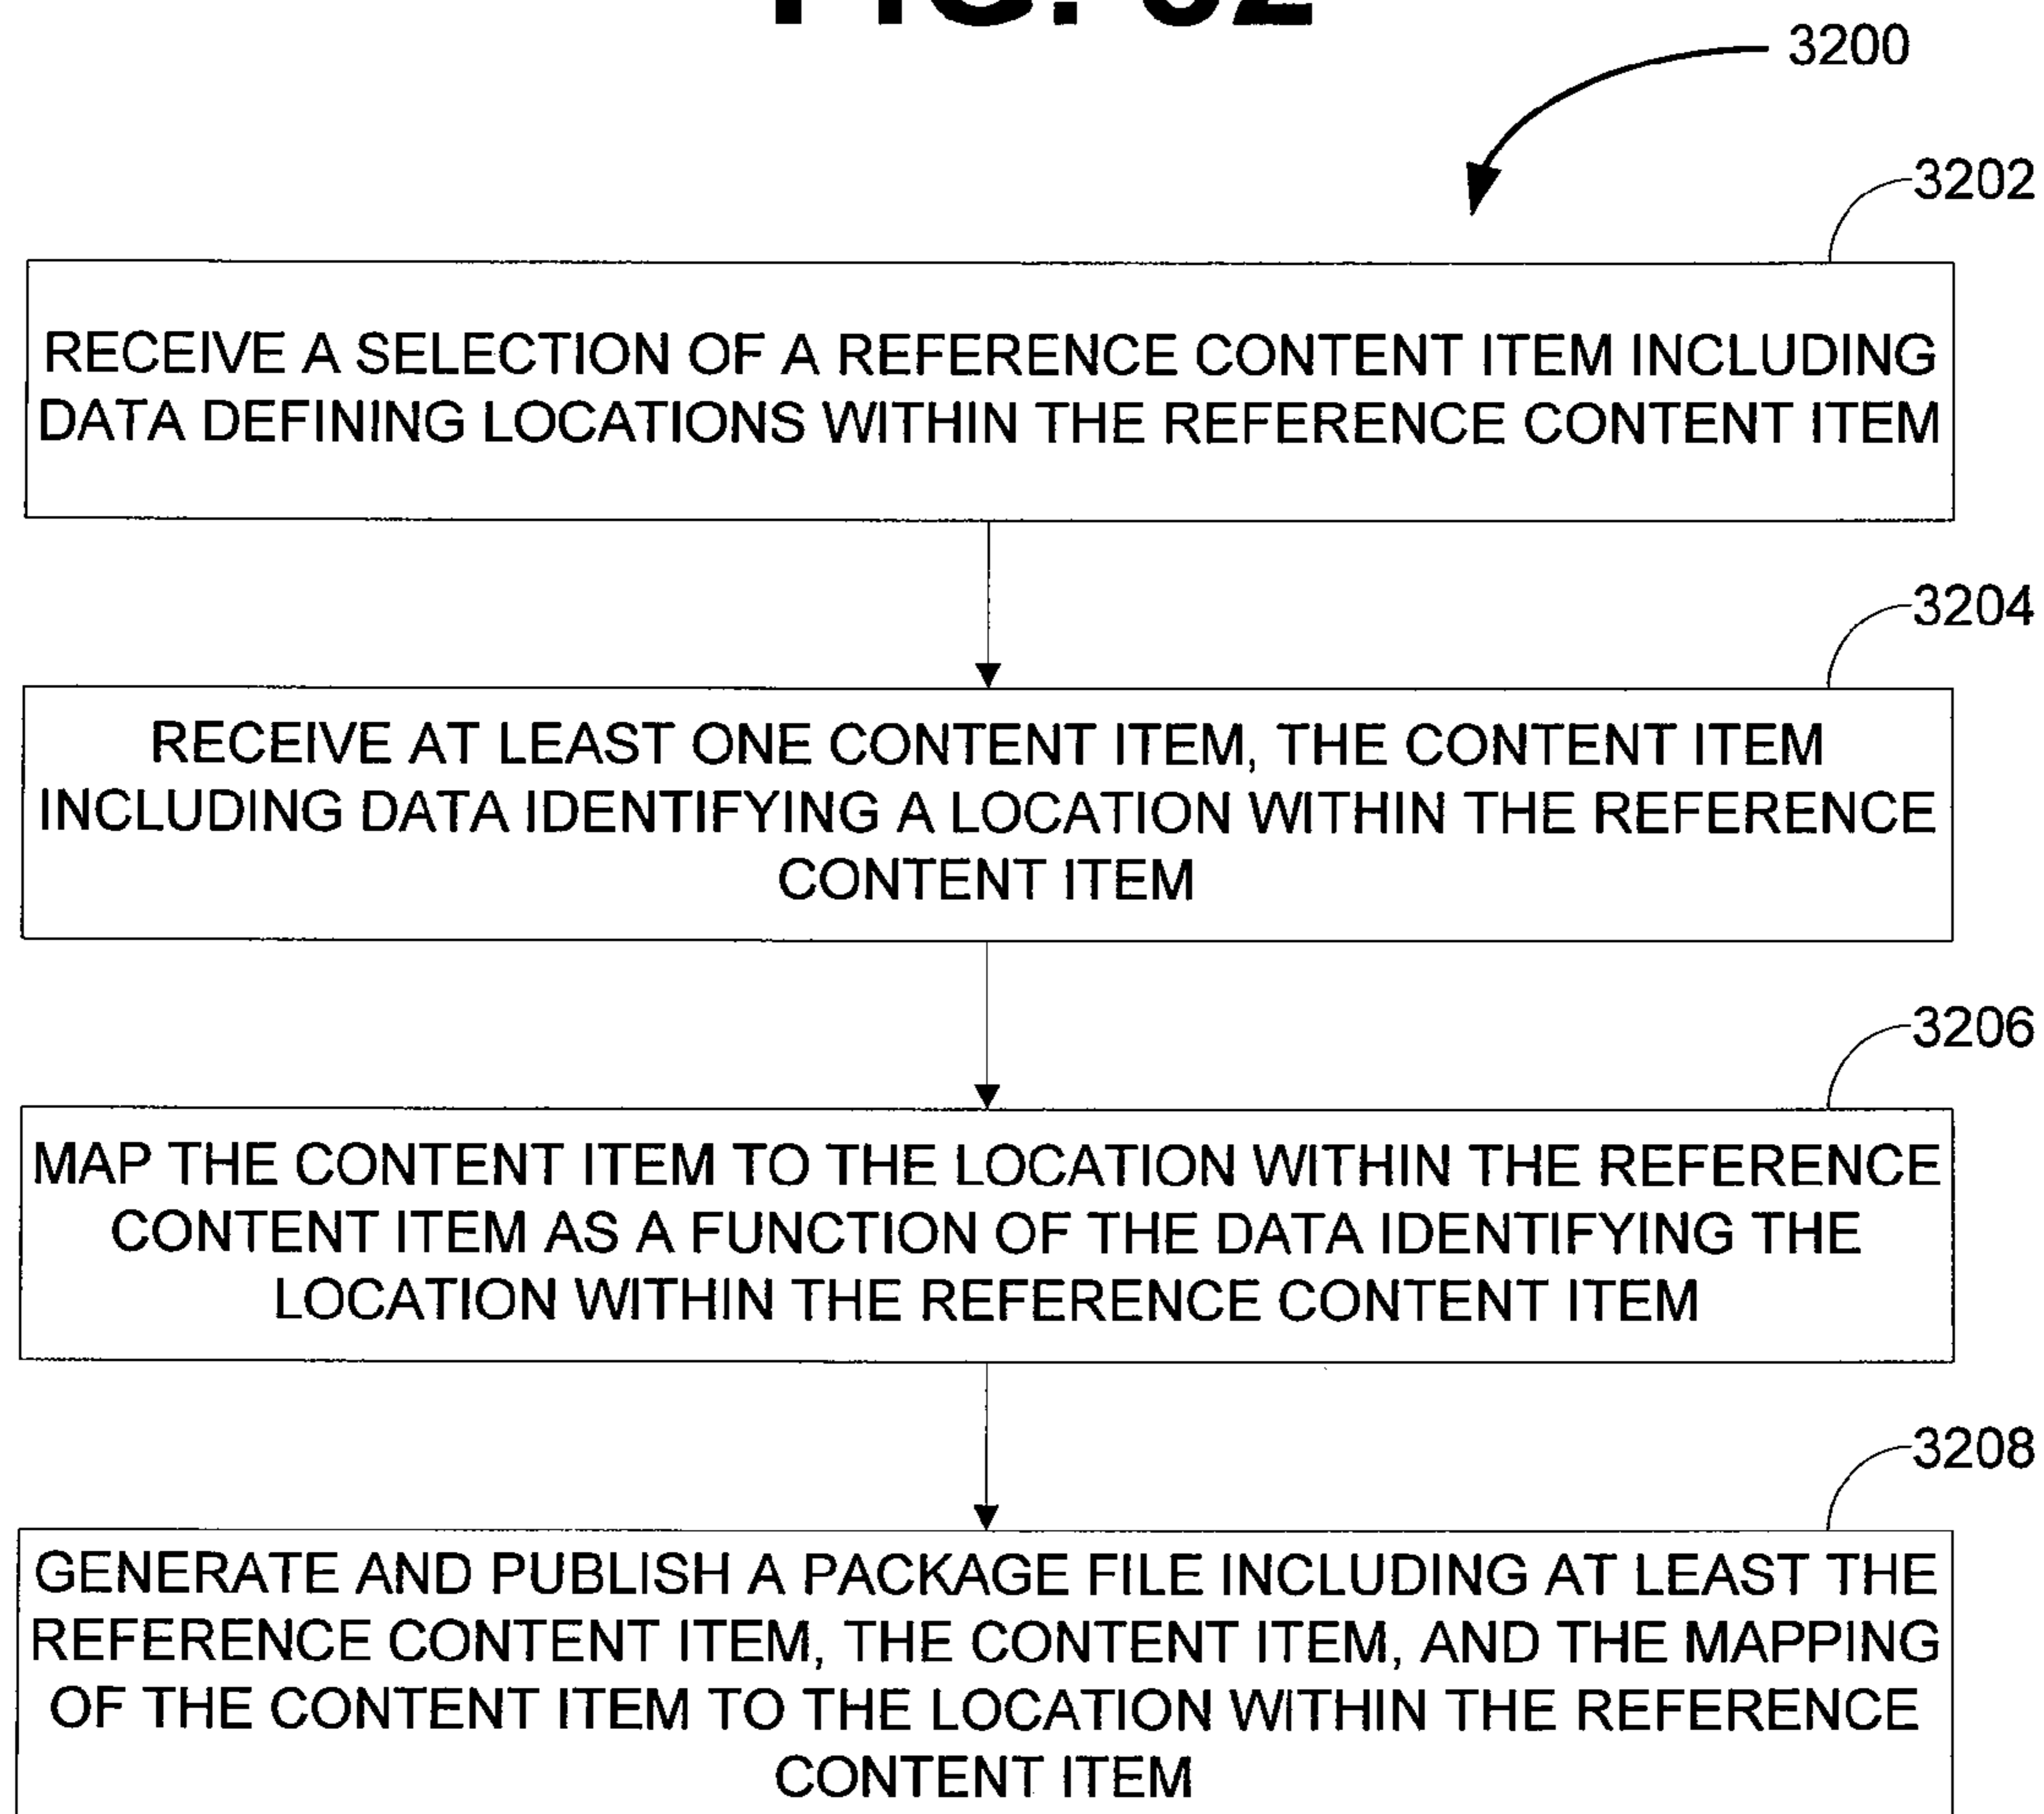 FIG. 32
3200
3202
RECEIVE A SELECTION OF A REFERENCE CONTENT ITEM INCLUDING
DATA DEFINING LOCATIONS WITHIN THE REFERENCE CONTENT ITEM
3204
RECEIVE AT LEAST ONE CONTENT ITEM, THE CONTENT ITEM
INCLUDING DATA IDENTIFYING A LOCATION WITHIN THE REFERENCE
CONTENT ITEM
3206
MAP THE CONTENT ITEM TO THE LOCATION WITHIN THE REFERENCE
CONTENT ITEM AS A FUNCTION OF THE DATA IDENTIFYING THE
LOCATION WITHIN THE REFERENCE CONTENT ITEM
3208
GENERATE AND PUBLISH A PACKAGE FILE INCLUDING AT LEAST THE
REFERENCE CONTENT ITEM, THE CONTENT ITEM, AND THE MAPPING
OF THE CONTENT ITEM TO THE LOCATION WITHIN THE REFERENCE
CONTENT ITEM